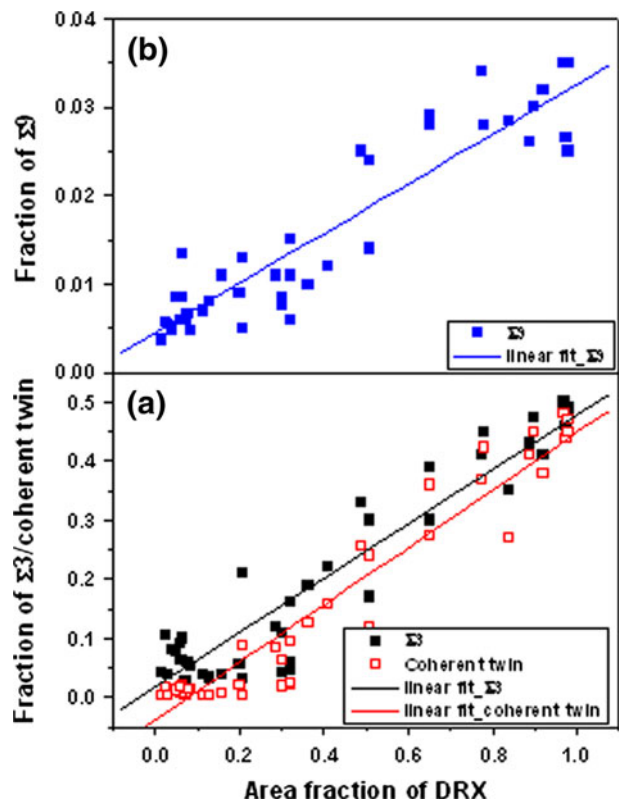 0.04
(b)
0.03
0.02
0.01
0.00
Fraction of Σ9
Σ9
linear fit_Σ9
(a)
0.5
0.4
0.3
0.2
0.1
0.0
Fraction of Σ3/coherent twin
Σ3
Coherent twin
linear fit_Σ3
linear fit_coherent twin
0.0 0.2 0.4 0.6 0.8 1.0
Area fraction of DRX